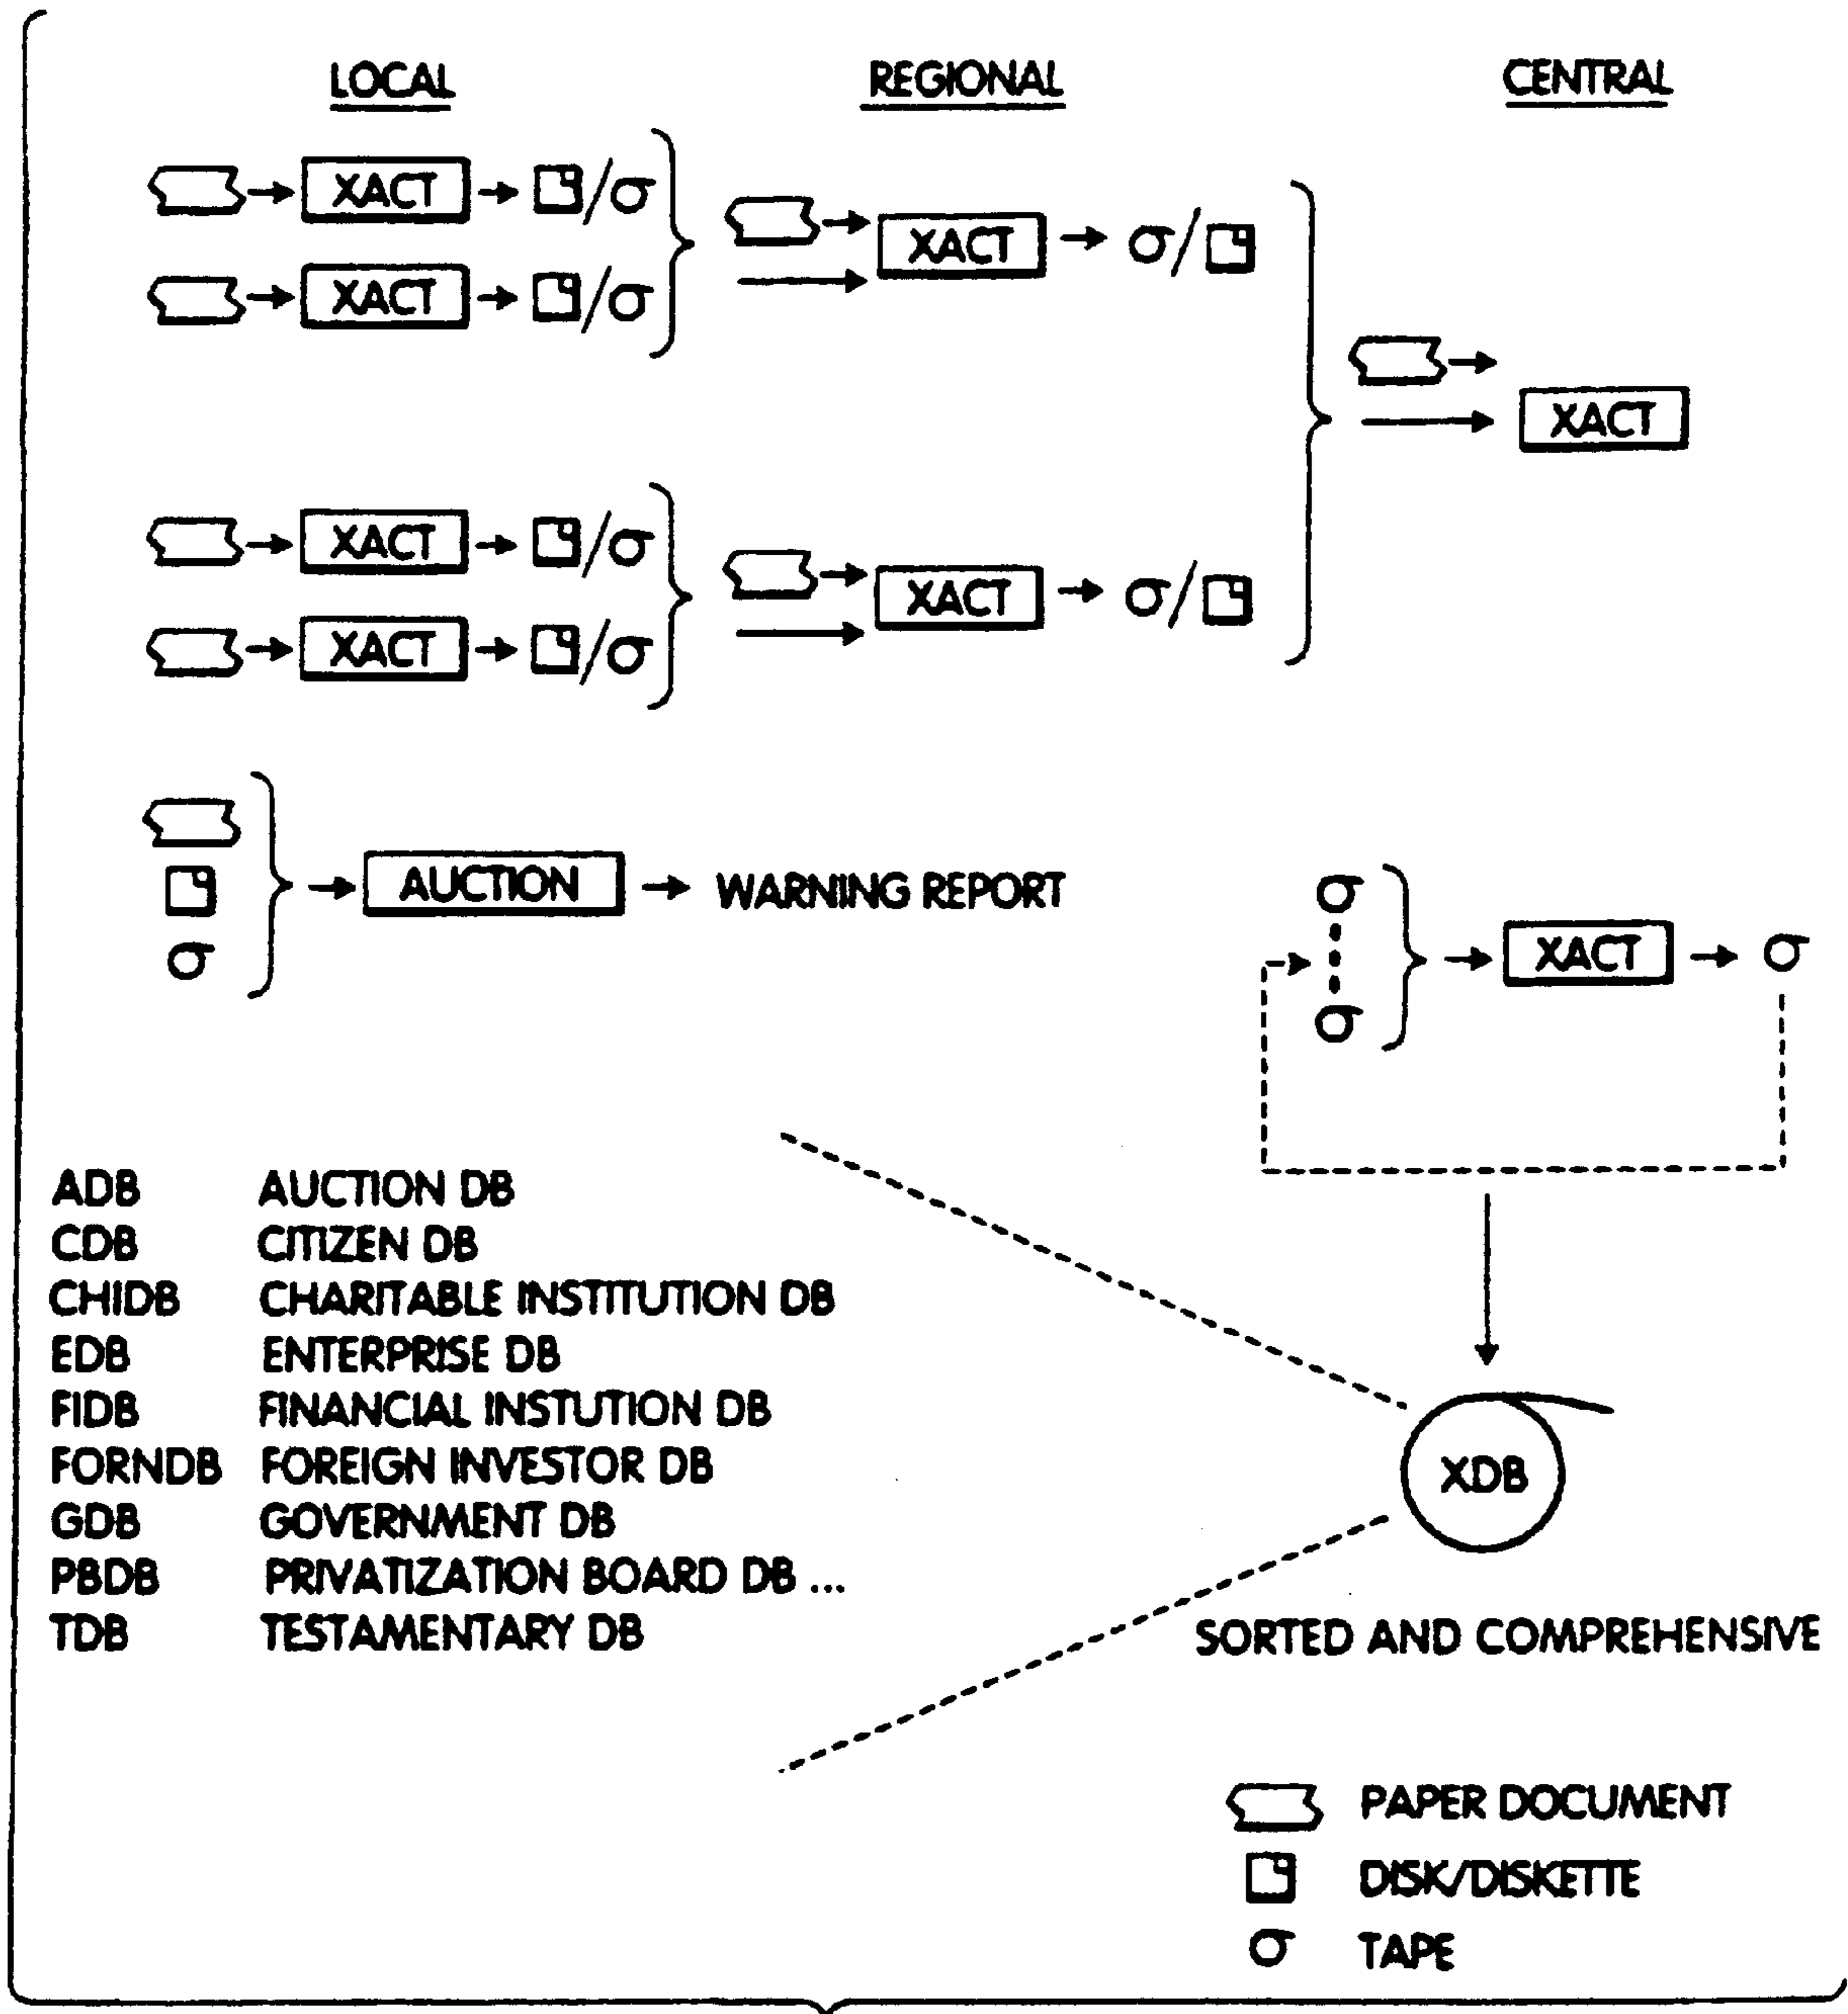 LOCAL REGIONAL CENTRAL
XACT
XACT
XACT
XACT
XACT
XACT
XACT
AUCTION WARNING REPORT
XACT
ADB AUCTION DB
CDB CITIZEN DB
CHIDB CHARITABLE INSTITUTION DB
EDB ENTERPRISE DB
FIDB FINANCIAL INSTUTION DB
FORNDB FOREIGN INVESTOR DB
GDB GOVERNMENT DB
PBDB PRIVATIZATION BOARD DB ...
TDB TESTAMENTARY DB
XDB
SORTED AND COMPREHENSIVE
PAPER DOCUMENT
DISK/DISKETTE
TAPE